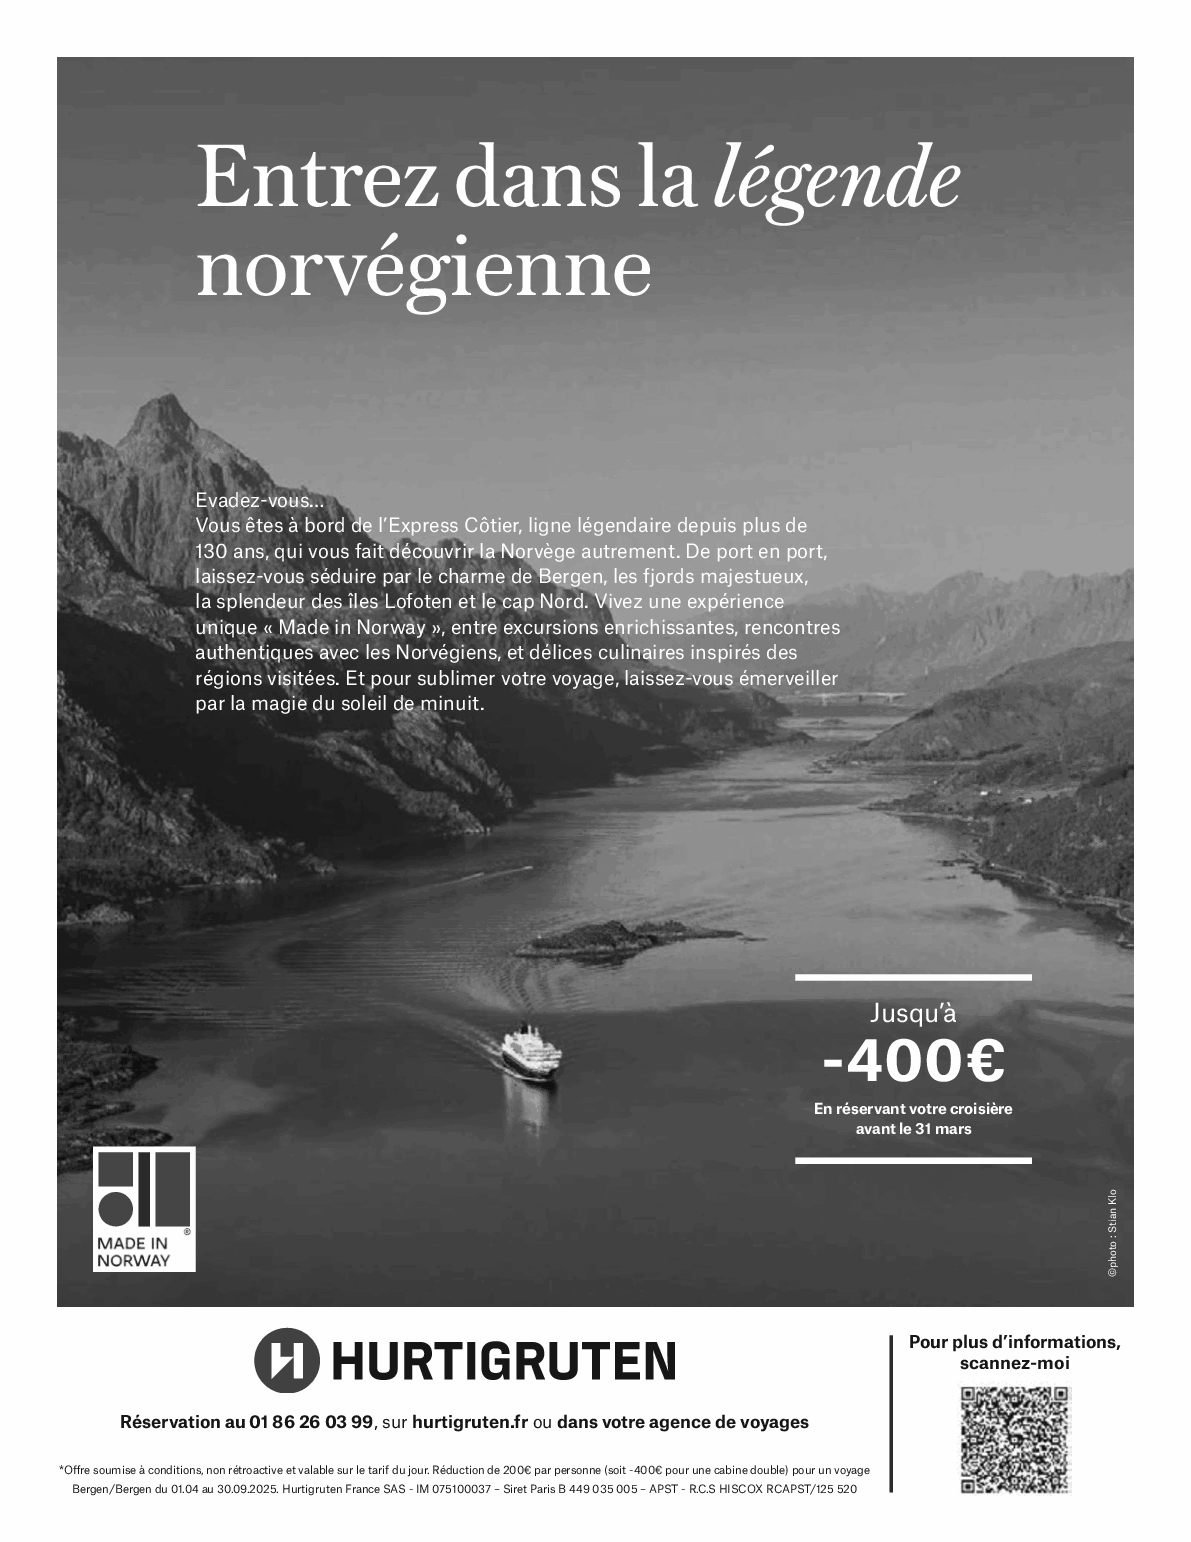 Entrez dans la légende
norvégienne
Evadez-vous...
Vous êtes à bord de l’Express Côtier, ligne légendaire depuis plus de
130 ans, qui vous fait découvrir la Norvège autrement. De port en port,
laissez-vous séduire par le charme de Bergen, les fjords majestueux,
la splendeur des îles Lofoten et le cap Nord. Vivez une expérience
unique « Made in Norway », entre excursions enrichissantes, rencontres
authentiques avec les Norvégiens, et délices culinaires inspirés des
régions visitées. Et pour sublimer votre voyage, laissez-vous émerveiller
par la magie du soleil de minuit.
Jusqu’à
-400€
En réservant votre croisière
avant le 31 mars
®
MADE IN
NORWAY
©photo : Stian Klo
HURTIGRUTEN
Réservation au 01 86 26 03 99, sur hurtigruten.fr ou dans votre agence de voyages
*Offre soumise à conditions, non rétroactive et valable sur le tarif du jour. Réduction de 200€ par personne (soit -400€ pour une cabine double) pour un voyage
Bergen/Bergen du 01.04 au 30.09.2025. Hurtigruten France SAS - IM 075100037 – Siret Paris B 449 035 005 – APST - R.C.S HISCOX RCAPST/125 520
Pour plus d’informations,
scannez-moi